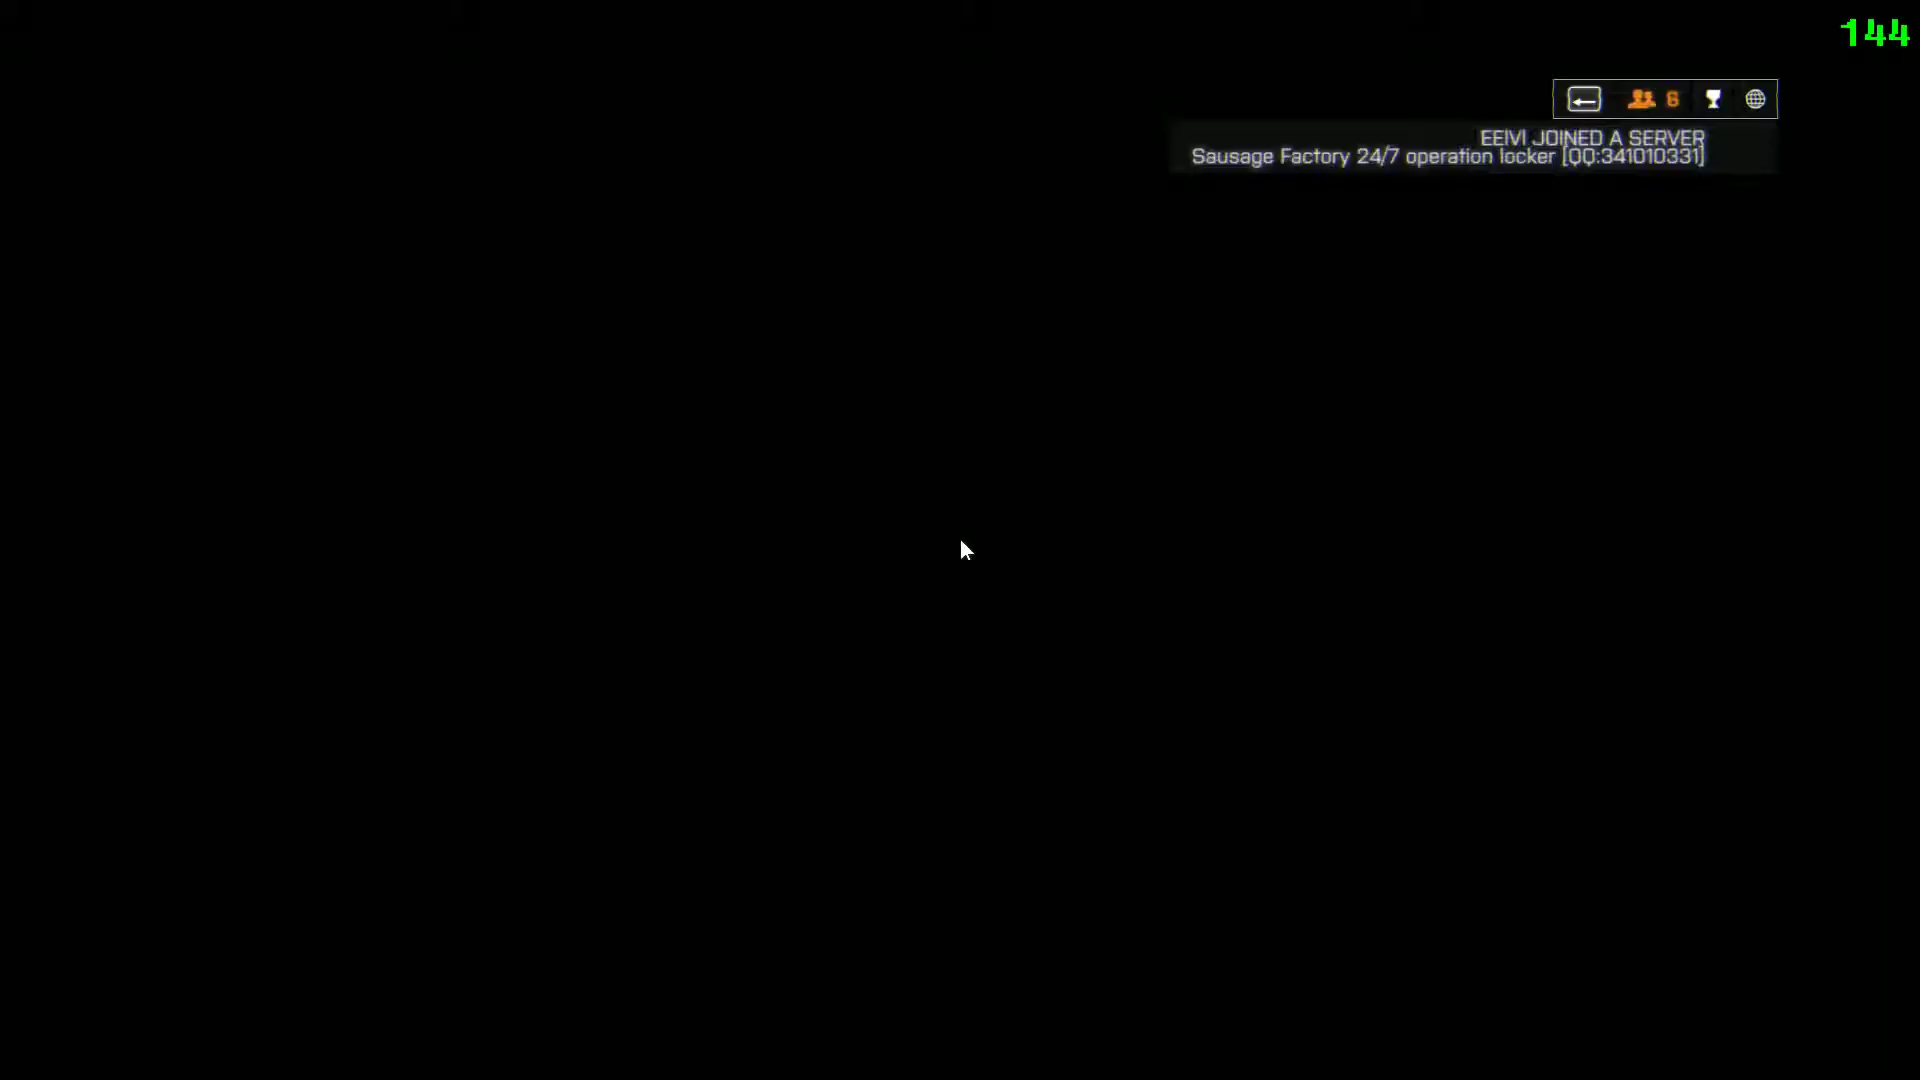 144
6
EEIVI JOINED A SERVER
Sausage Factory 24/7 operation locker [QQ:341010331]